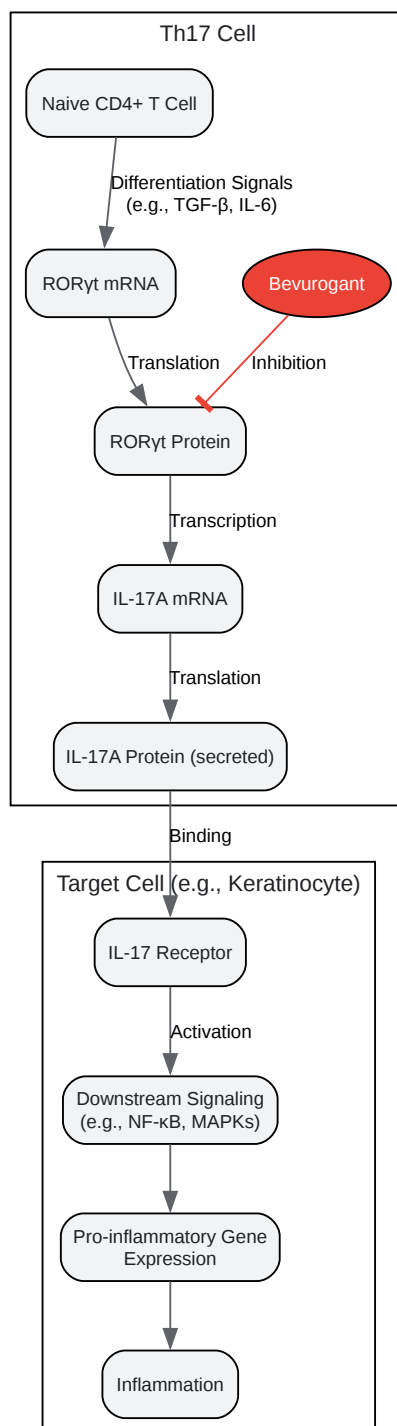 Th17 Cell
Naive CD4+ T Cell
Differentiation Signals
(e.g., TGF-β, IL-6)
RORγt mRNA
Bevurogant
Translation
Inhibition
RORγt Protein
Transcription
IL-17A mRNA
Translation
IL-17A Protein (secreted)
Binding
Target Cell (e.g., Keratinocyte)
IL-17 Receptor
Activation
Downstream Signaling
(e.g., NF-κB, MAPKs)
Pro-inflammatory Gene
Expression
Inflammation